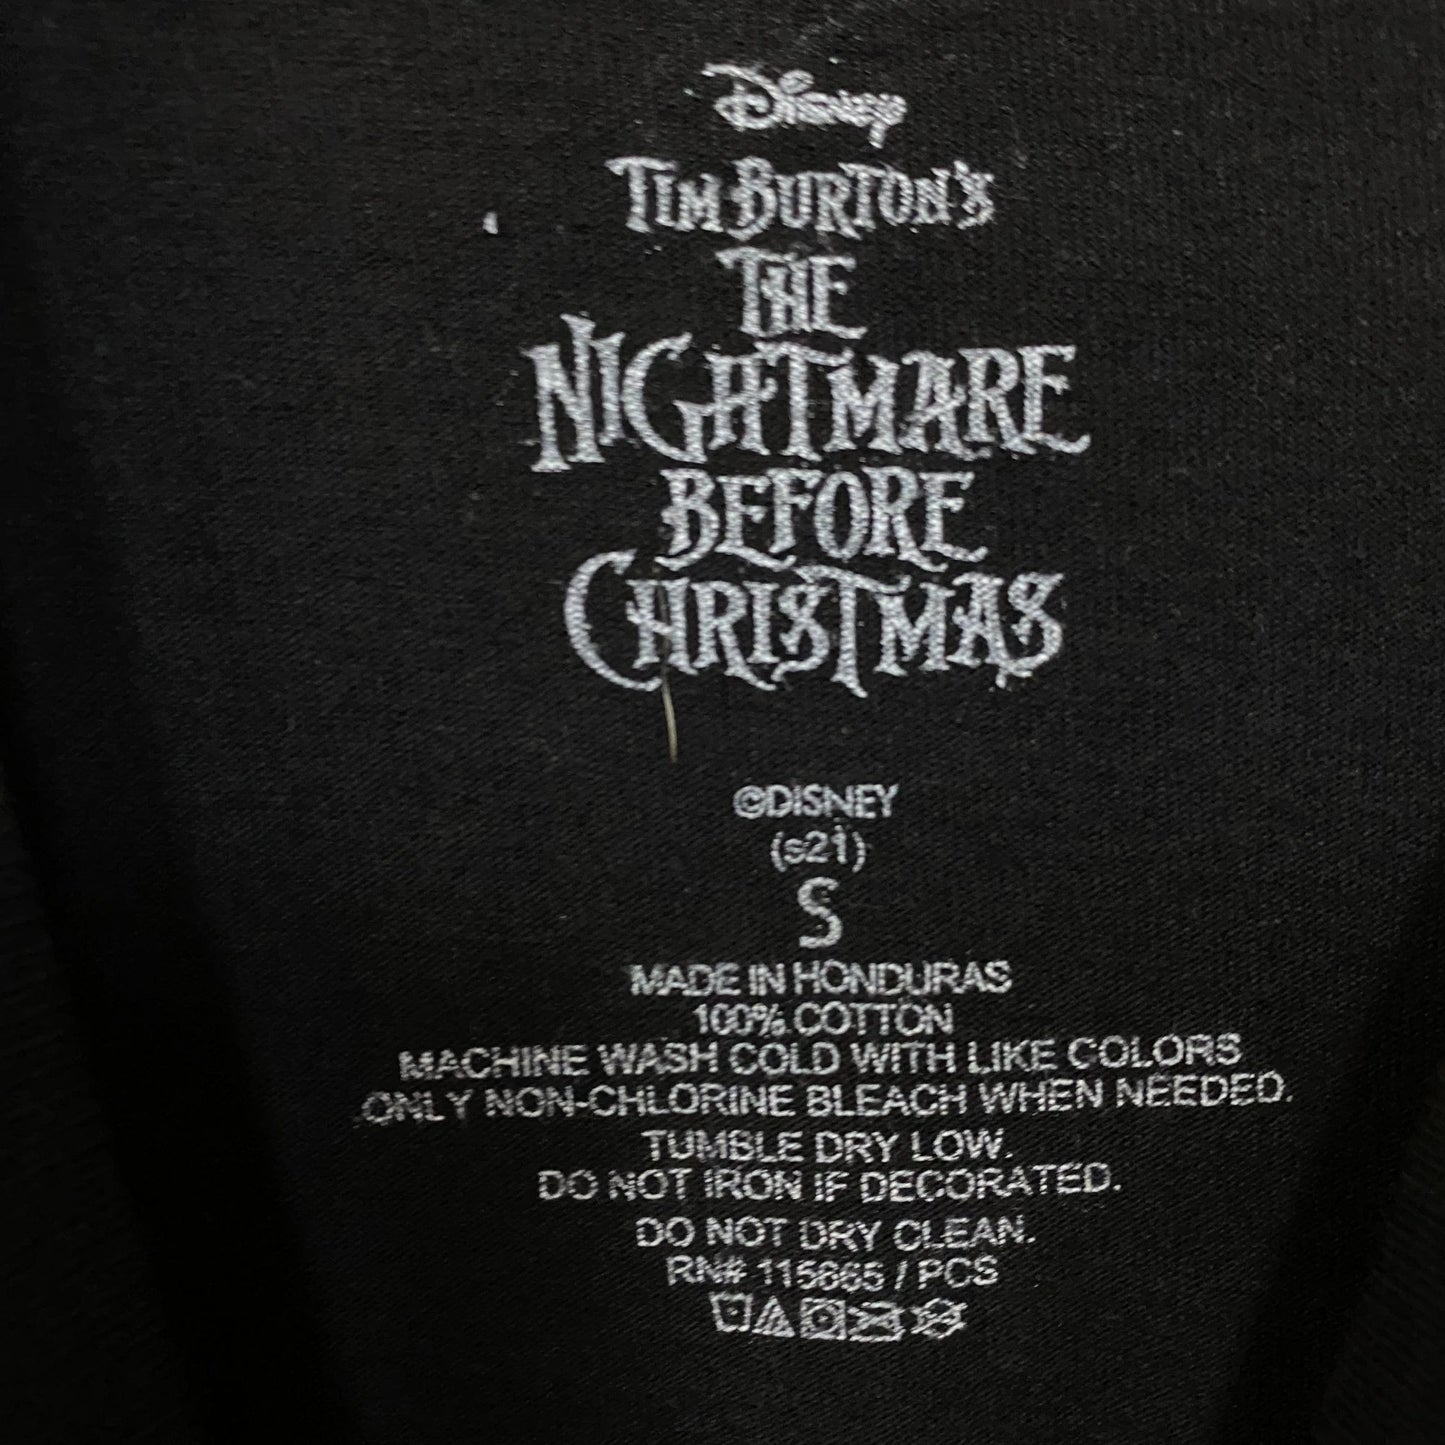 Disney
TIM BURTON'S
THE
NIGHTMARE
BEFORE
CHRISTMAS
©DISNEY
(s21)
S
MADE IN HONDURAS
100% COTTON
MACHINE WASH COLD WITH LIKE COLORS
ONLY NON-CHLORINE BLEACH WHEN NEEDED.
TUMBLE DRY LOW.
DO NOT IRON IF DECORATED.
DO NOT DRY CLEAN.
RN# 115665 / PCS